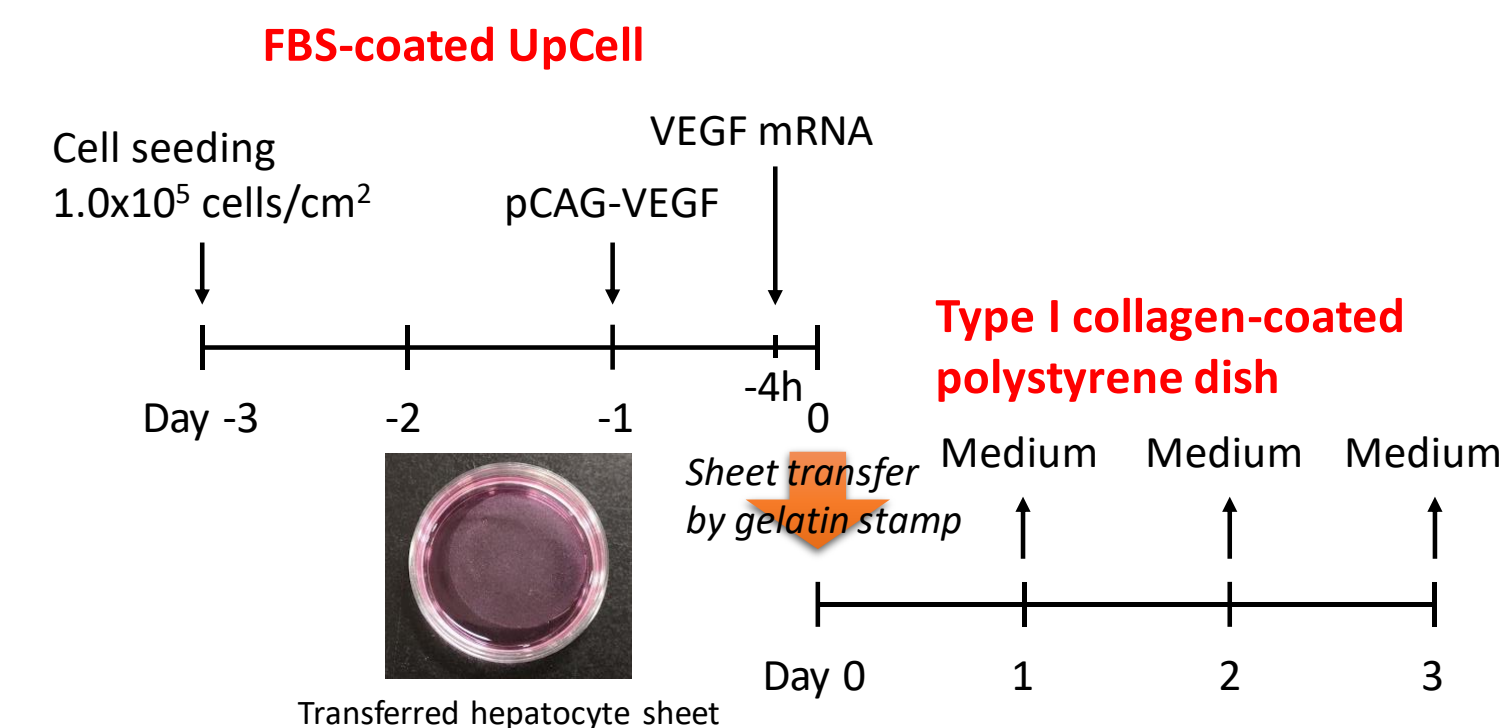 FBS-coated UpCell
Cell seeding
1.0x10⁵ cells/cm²
pCAG-VEGF
VEGF mRNA
-4h
Day -3
-2
-1
0
Sheet transfer
by gelatin stamp
Transferred hepatocyte sheet
Type I collagen-coated
polystyrene dish
Medium
Medium
Medium
Day 0
1
2
3